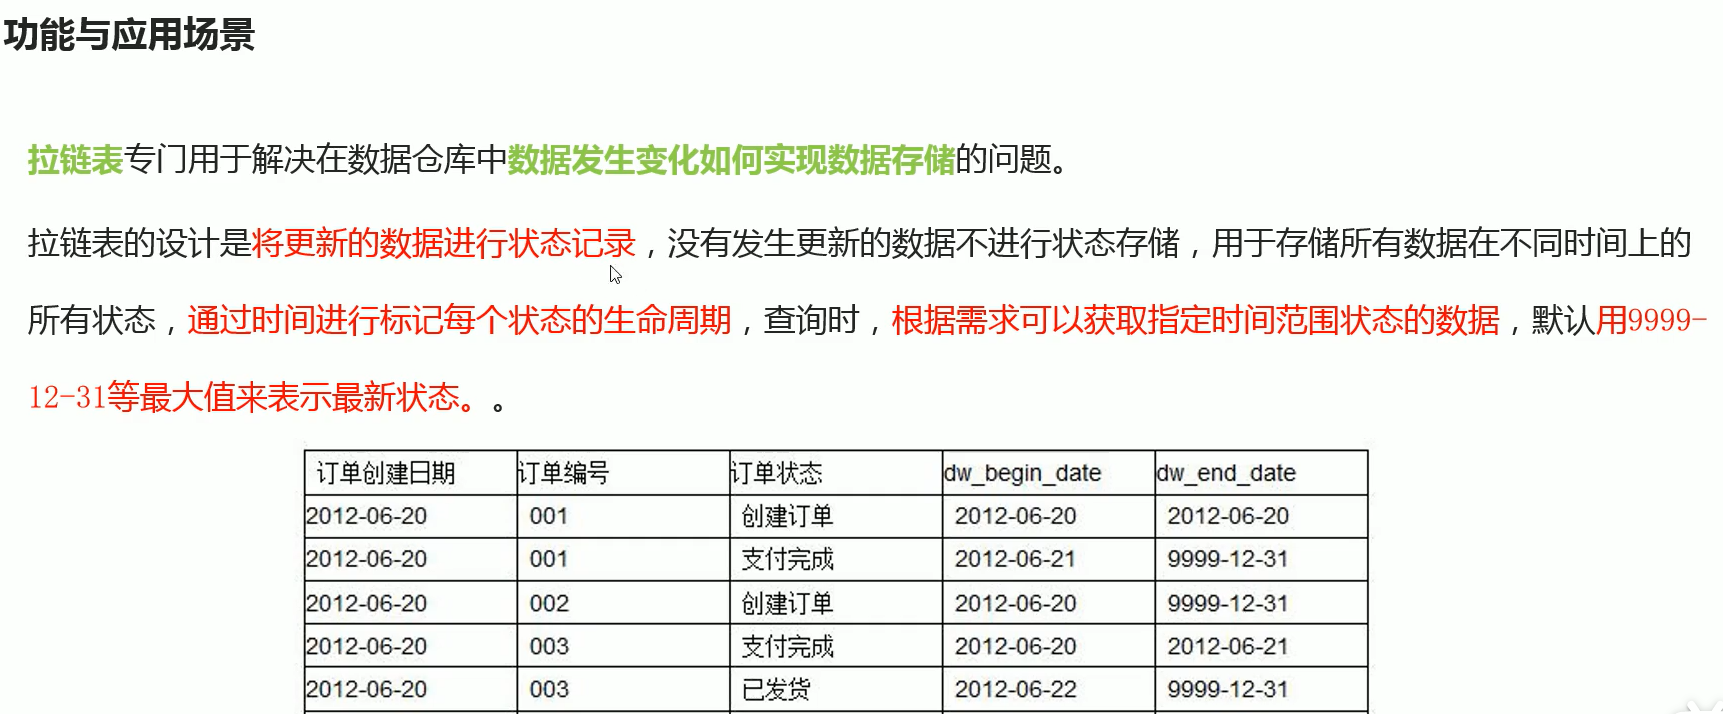 功能与应用场景
拉链表专门用于解决在数据仓库中数据发生变化如何实现数据存储的问题。
拉链表的设计是将更新的数据进行状态记录，没有发生更新的数据不进行状态存储，用于存储所有数据在不同时间上的
所有状态，通过时间进行标记每个状态的生命周期，查询时，根据需求可以获取指定时间范围状态的数据，默认用9999-
12-31等最大值来表示最新状态。。
订单创建日期 订单编号 订单状态 dw_begin_date dw_end_date
2012-06-20 001 创建订单 2012-06-20 2012-06-20
2012-06-20 001 支付完成 2012-06-21 9999-12-31
2012-06-20 002 创建订单 2012-06-20 9999-12-31
2012-06-20 003 支付完成 2012-06-20 2012-06-21
2012-06-20 003 已发货 2012-06-22 9999-12-31